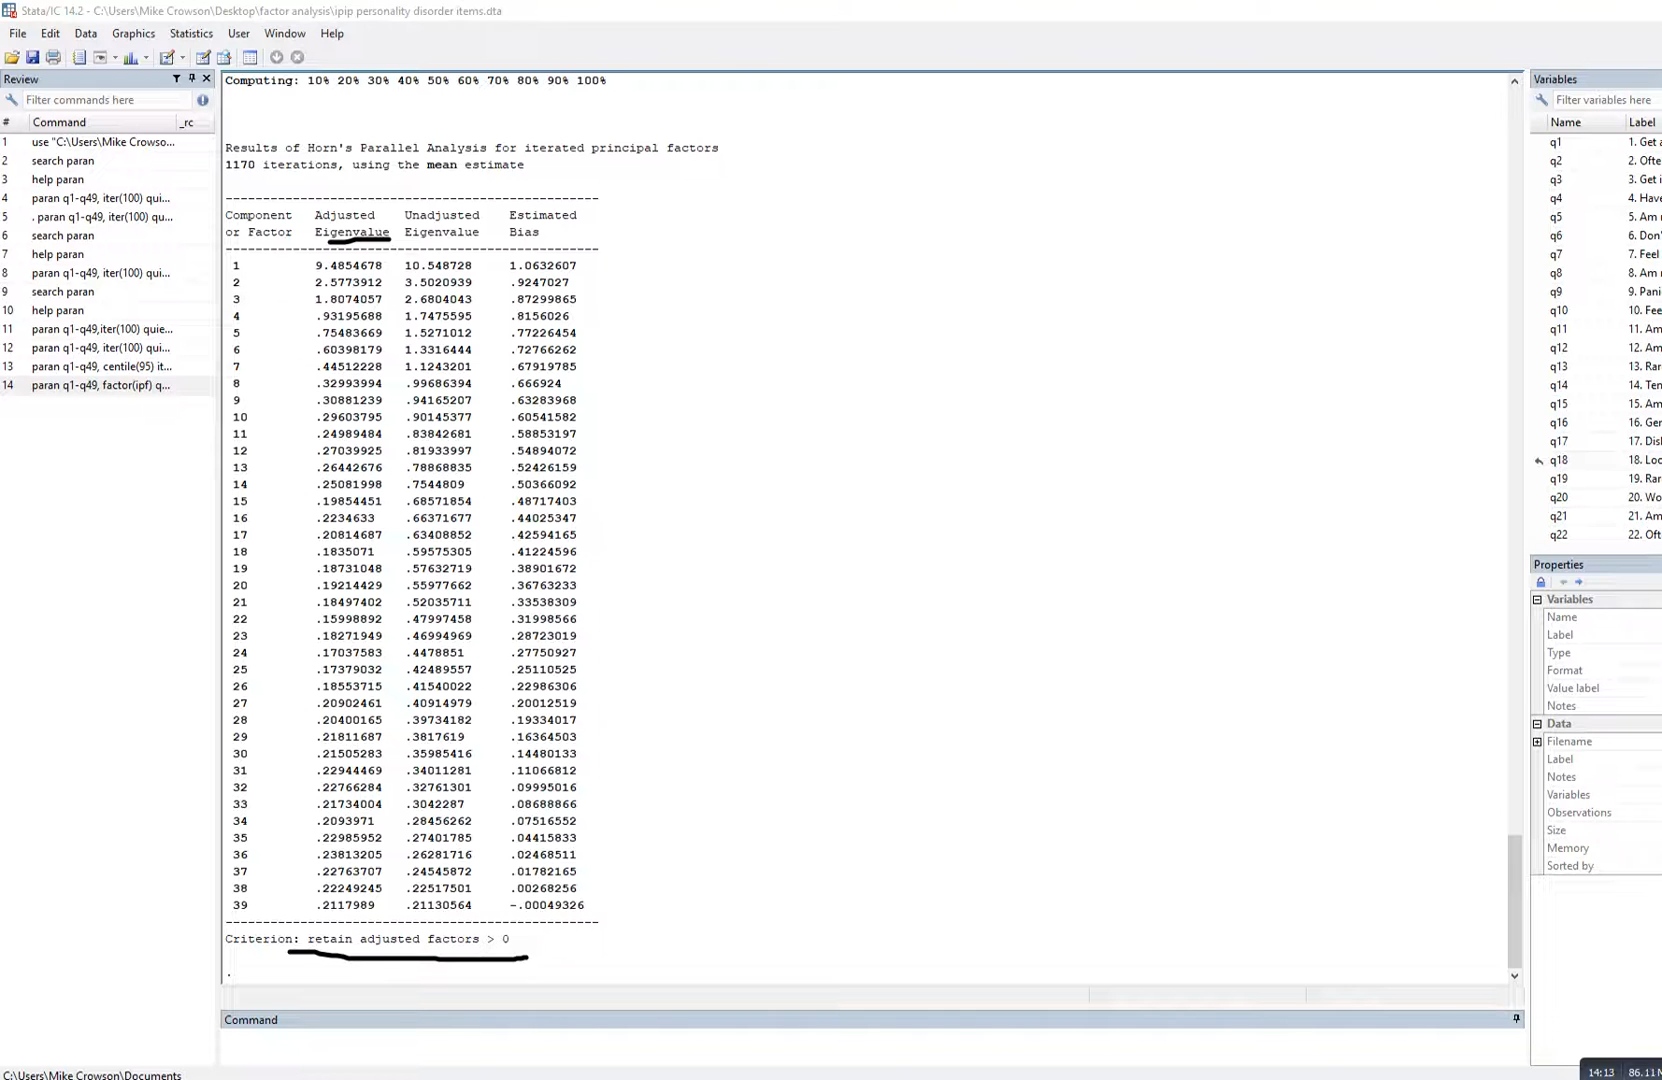 Stata/IC 14.2 - C:\Users\Mike Crowson\Desktop\factor analysis\ipip personality disorder items.dta
File Edit Data Graphics Statistics User Window Help
Review
Filter commands here
# Command _rc
1 use "C:\Users\Mike Crowso...
2 search paran
3 help paran
4 paran q1-q49, iter(100) qui...
5 . paran q1-q49, iter(100) qu...
6 search paran
7 help paran
8 paran q1-q49, iter(100) qui...
9 search paran
10 help paran
11 paran q1-q49,iter(100) quie...
12 paran q1-q49, iter(100) qui...
13 paran q1-q49, centile(95) it...
14 paran q1-q49, factor(ipf) q...
Computing: 10% 20% 30% 40% 50% 60% 70% 80% 90% 100%
Results of Horn's Parallel Analysis for iterated principal factors
1170 iterations, using the mean estimate
Component Adjusted Unadjusted Estimated
or Factor Eigenvalue Eigenvalue Bias
1 9.4854678 10.548728 1.0632607
2 2.5773912 3.5020939 .9247027
3 1.8074057 2.6804043 .87299865
4 .93195688 1.7475595 .8156026
5 .75483669 1.5271012 .77226454
6 .60398179 1.3316444 .72766262
7 .44512228 1.1243201 .67919785
8 .32993994 .99686394 .666924
9 .30881239 .94165207 .63283968
10 .29603795 .90145377 .60541582
11 .24989484 .83842681 .58853197
12 .27039925 .81933997 .54894072
13 .26442676 .78868835 .52426159
14 .25081998 .7544809 .50366092
15 .19854451 .68571854 .48717403
16 .2234633 .66371677 .44025347
17 .20814687 .63408852 .42594165
18 .1835071 .59575305 .41224596
19 .18731048 .57632719 .38901672
20 .19214429 .55977662 .36763233
21 .18497402 .52035711 .33538309
22 .15998892 .47997458 .31998566
23 .18271949 .46994969 .28723019
24 .17037583 .4478851 .27750927
25 .17379032 .42489557 .25110525
26 .18553715 .41540022 .22986306
27 .20902461 .40914979 .20012519
28 .20400165 .39734182 .19334017
29 .21811687 .3817619 .16364503
30 .21505283 .35985416 .14480133
31 .22944469 .34011281 .11066812
32 .22766284 .32761301 .09995016
33 .21734004 .3042287 .08688866
34 .2093971 .28456262 .07516552
35 .22985952 .27401785 .04415833
36 .23813205 .26281716 .02468511
37 .22763707 .24545872 .01782165
38 .22249245 .22517501 .00268256
39 .2117989 .21130564 -.00049326
Criterion: retain adjusted factors > 0
.
Command
Variables
Filter variables here
Name Label
q1 1. Get a
q2 2. Ofte
q3 3. Get i
q4 4. Have
q5 5. Am
q6 6. Don'
q7 7. Feel
q8 8. Am
q9 9. Pani
q10 10. Fee
q11 11. Am
q12 12. Am
q13 13. Rar
q14 14. Ten
q15 15. Am
q16 16. Ger
q17 17. Disl
q18 18. Loo
q19 19. Rar
q20 20. Wo
q21 21. Am
q22 22. Oft
Properties
Variables
Name
Label
Type
Format
Value label
Notes
Data
Filename
Label
Notes
Variables
Observations
Size
Memory
Sorted by
C:\Users\Mike Crowson\Documents
14:13 86.11